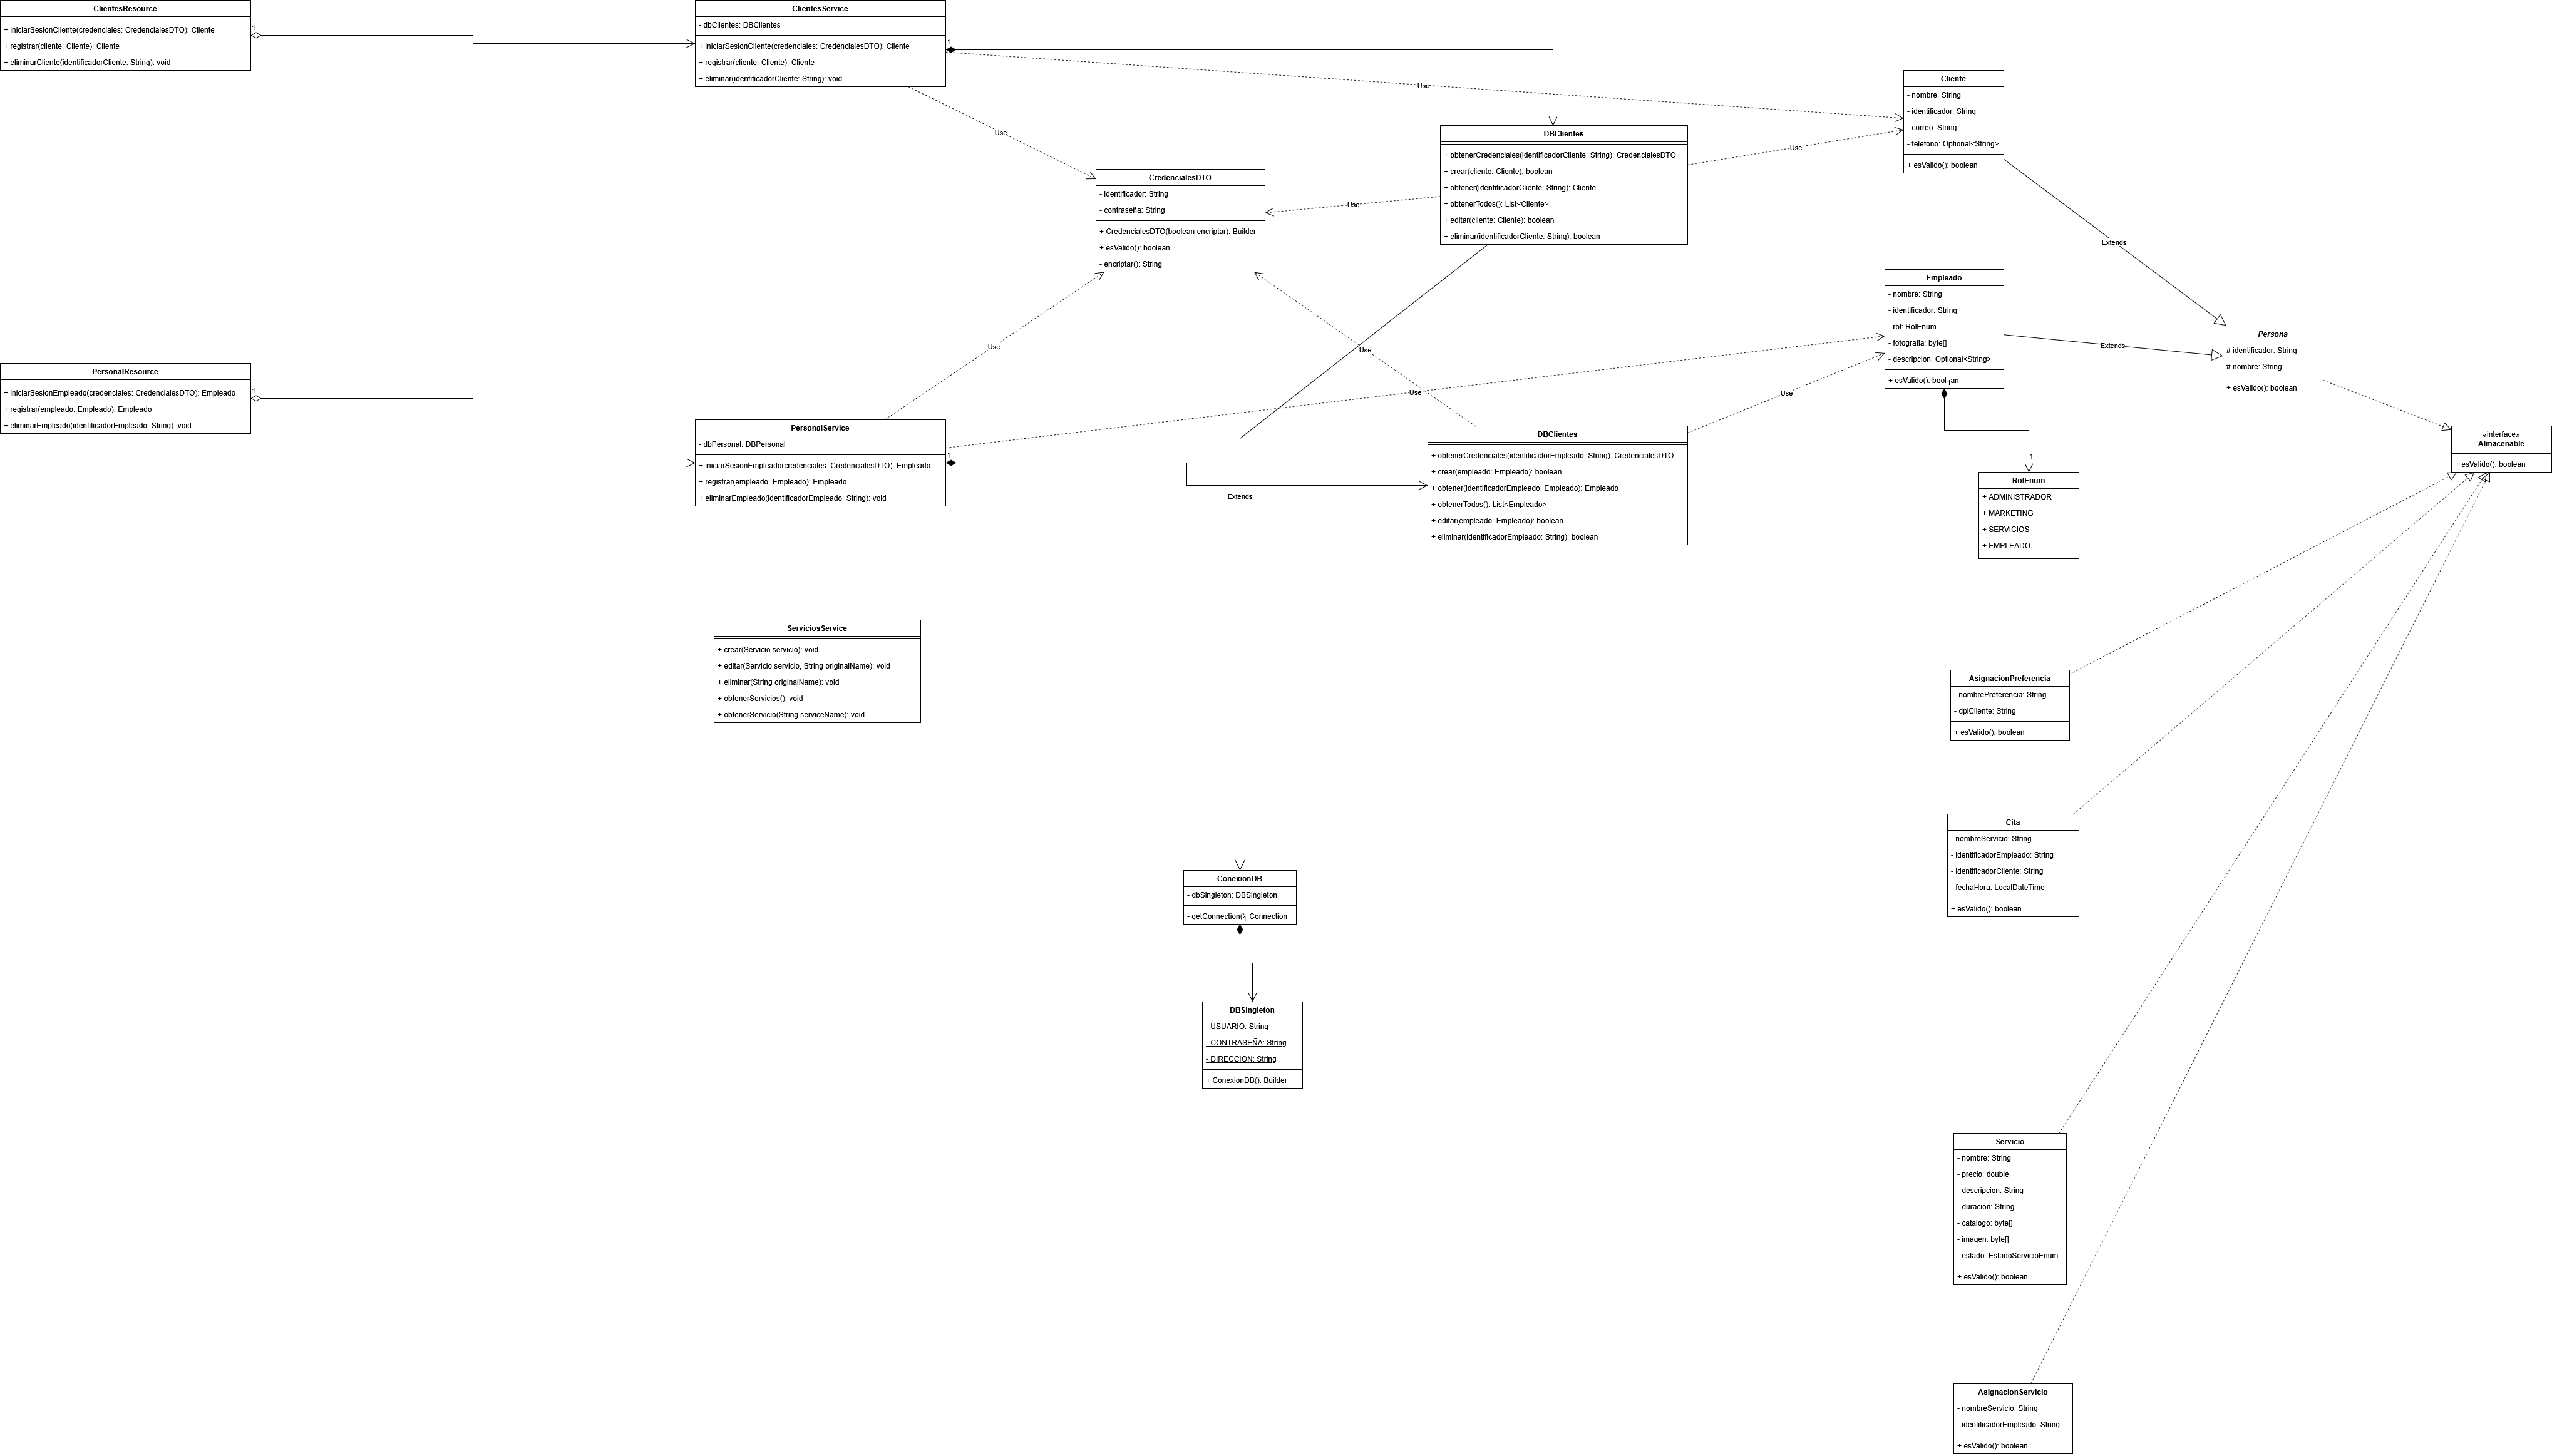 ClientesResource
+ iniciarSesionCliente(credenciales: CredencialesDTO): Cliente
+ registrar(cliente: Cliente): Cliente
+ eliminarCliente(identificadorCliente: String): void
1
ClientesService
- dbClientes: DBClientes
+ iniciarSesionCliente(credenciales: CredencialesDTO): Cliente
+ registrar(cliente: Cliente): Cliente
+ eliminar(identificadorCliente: String): void
1
Use
Use
Cliente
- nombre: String
- identificador: String
- correo: String
- telefono: Optional<String>
+ esValido(): boolean
DBClientes
+ obtenerCredenciales(identificadorCliente: String): CredencialesDTO
+ crear(cliente: Cliente): boolean
+ obtener(identificadorCliente: String): Cliente
+ obtenerTodos(): List<Cliente>
+ editar(cliente: Cliente): boolean
+ eliminar(identificadorCliente: String): boolean
Use
Use
CredencialesDTO
- identificador: String
- contraseña: String
+ CredencialesDTO(boolean encriptar): Builder
+ esValido(): boolean
- encriptar(): String
Extends
Empleado
- nombre: String
- identificador: String
- rol: RolEnum
- fotografia: byte[]
- descripcion: Optional<String>
+ esValido(): boolean
1
Extends
Persona
# identificador: String
# nombre: String
+ esValido(): boolean
PersonalResource
+ iniciarSesionEmpleado(credenciales: CredencialesDTO): Empleado
+ registrar(empleado: Empleado): Empleado
+ eliminarEmpleado(identificadorEmpleado: String): void
1
Use
Use
Use
Use
PersonalService
- dbPersonal: DBPersonal
+ iniciarSesionEmpleado(credenciales: CredencialesDTO): Empleado
+ registrar(empleado: Empleado): Empleado
+ eliminarEmpleado(identificadorEmpleado: String): void
1
DBClientes
+ obtenerCredenciales(identificadorEmpleado: String): CredencialesDTO
+ crear(empleado: Empleado): boolean
+ obtener(identificadorEmpleado: Empleado): Empleado
+ obtenerTodos(): List<Empleado>
+ editar(empleado: Empleado): boolean
+ eliminar(identificadorEmpleado: String): boolean
«interface»
Almacenable
+ esValido(): boolean
1
RolEnum
+ ADMINISTRADOR
+ MARKETING
+ SERVICIOS
+ EMPLEADO
Extends
ServiciosService
+ crear(Servicio servicio): void
+ editar(Servicio servicio, String originalName): void
+ eliminar(String originalName): void
+ obtenerServicios(): void
+ obtenerServicio(String serviceName): void
AsignacionPreferencia
- nombrePreferencia: String
- dpiCliente: String
+ esValido(): boolean
Cita
- nombreServicio: String
- identificadorEmpleado: String
- identificadorCliente: String
- fechaHora: LocalDateTime
+ esValido(): boolean
ConexionDB
- dbSingleton: DBSingleton
- getConnection(): Connection
1
DBSingleton
- USUARIO: String
- CONTRASEÑA: String
- DIRECCION: String
+ ConexionDB(): Builder
Servicio
- nombre: String
- precio: double
- descripcion: String
- duracion: String
- catalogo: byte[]
- imagen: byte[]
- estado: EstadoServicioEnum
+ esValido(): boolean
AsignacionServicio
- nombreServicio: String
- identificadorEmpleado: String
+ esValido(): boolean